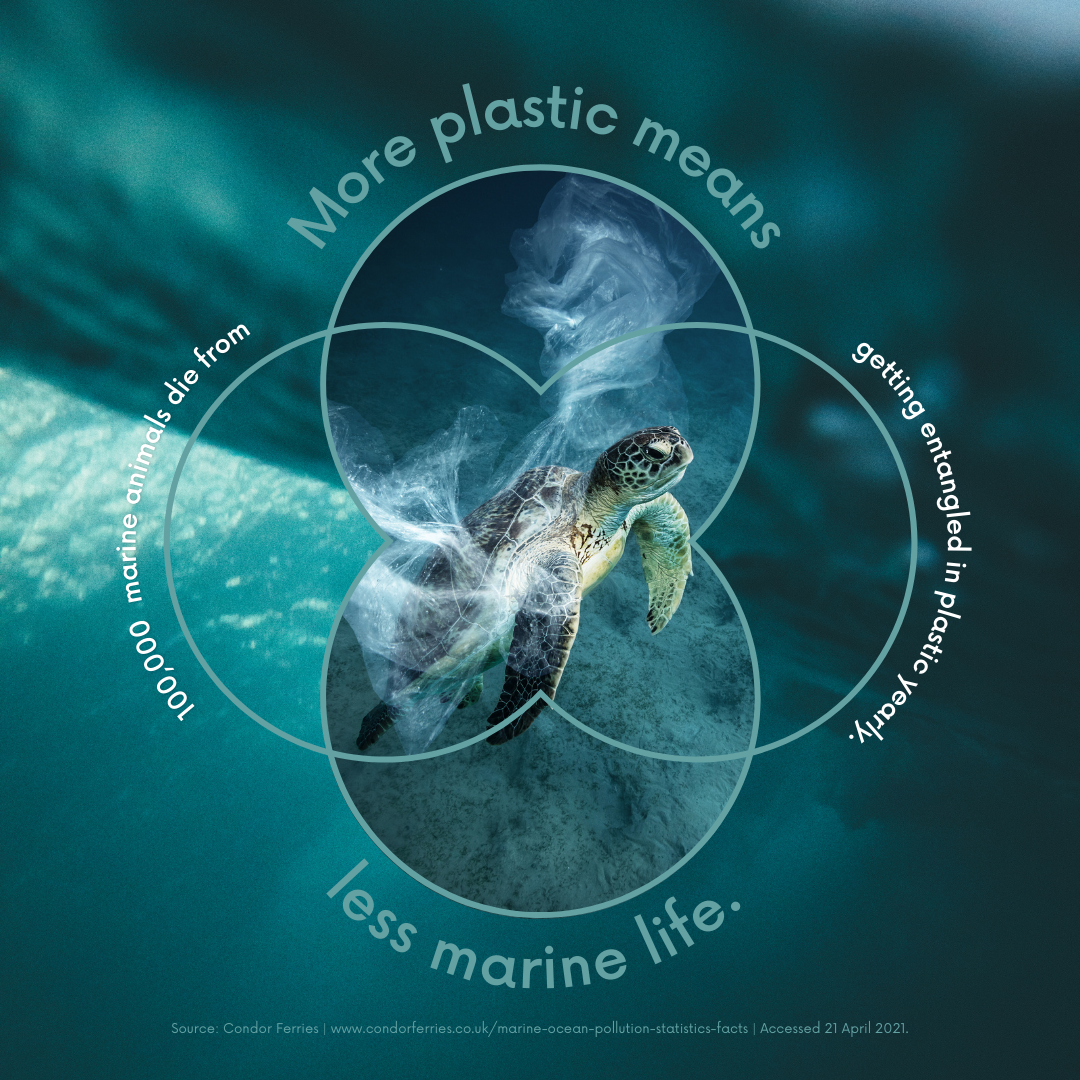 More plastic means
less marine life.
100,000 marine animals die from
getting entangled in plastic yearly.
Source: Condor Ferries | www.condorferries.co.uk/marine-ocean-pollution-statistics-facts | Accessed 21 April 2021.